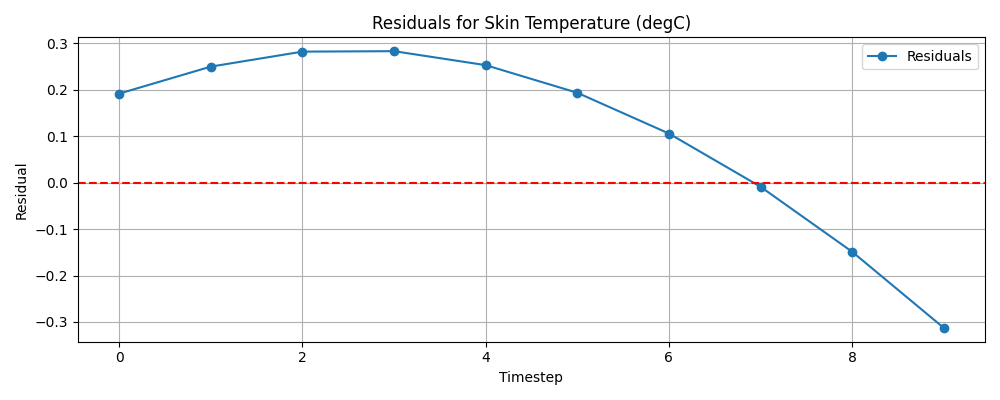 Residuals for Skin Temperature (degC)
Residuals
0.3
0.2
0.1
0.0
−0.1
−0.2
−0.3
Residual
0 2 4 6 8
Timestep